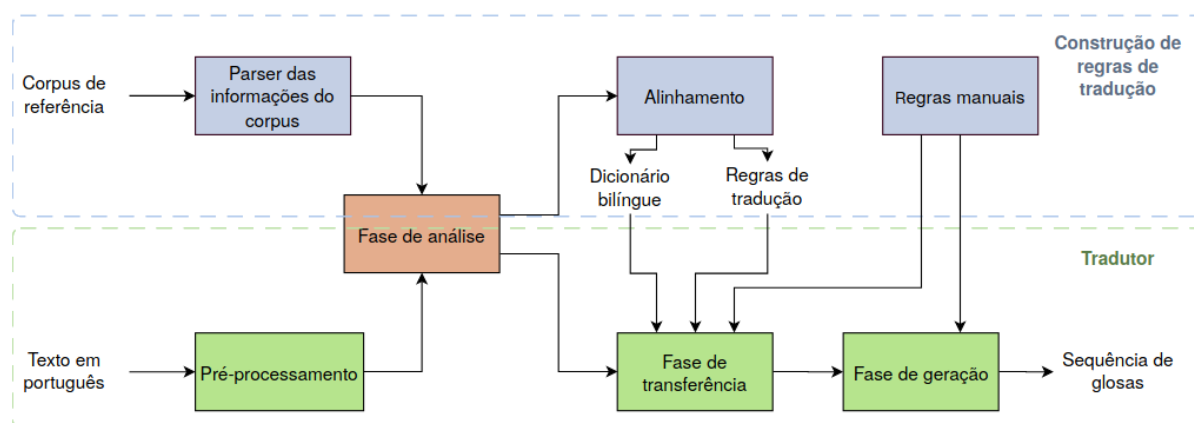 Construção de
regras de
tradução
Corpus de
referência
Parser das
informações do
corpus
Alinhamento
Regras manuais
Dicionário
bilíngue
Regras de
tradução
Fase de análise
Tradutor
Texto em
português
Pré-processamento
Fase de
transferência
Fase de geração
Sequência de
glosas